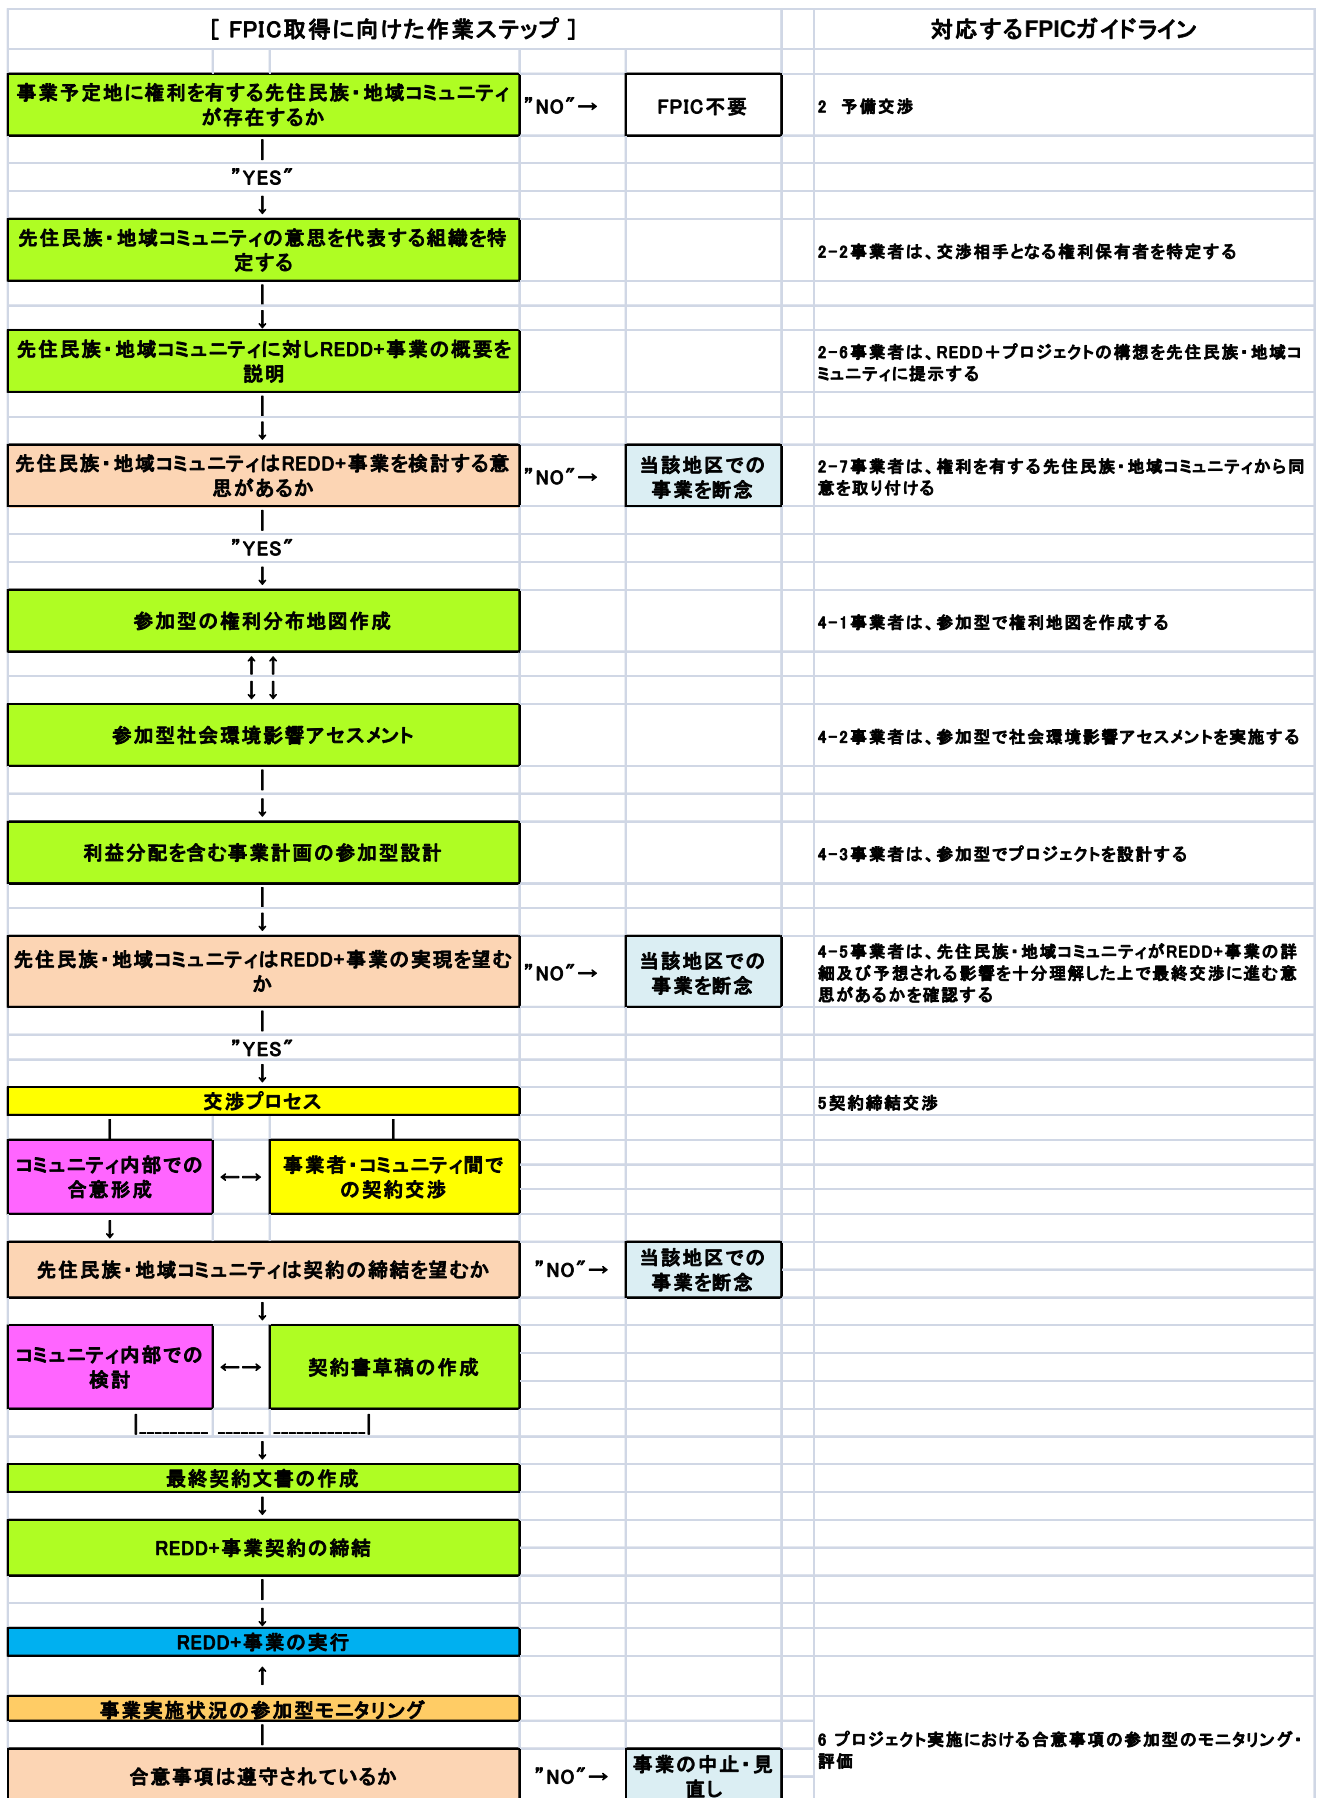 [ FPIC取得に向けた作業ステップ ]
対応するFPICガイドライン
事業予定地に権利を有する先住民族・地域コミュニティ
が存在するか
"NO"→
FPIC不要
2 予備交渉
"YES"
↓
先住民族・地域コミュニティの意思を代表する組織を特
定する
2-2事業者は、交渉相手となる権利保有者を特定する
↓
先住民族・地域コミュニティに対しREDD+事業の概要を
説明
2-6事業者は、REDD＋プロジェクトの構想を先住民族・地域コ
ミュニティに提示する
↓
先住民族・地域コミュニティはREDD+事業を検討する意
思があるか
"NO"→
当該地区での
事業を断念
2-7事業者は、権利を有する先住民族・地域コミュニティから同
意を取り付ける
"YES"
↓
参加型の権利分布地図作成
4-1事業者は、参加型で権利地図を作成する
↑ ↑
↓ ↓
参加型社会環境影響アセスメント
4-2事業者は、参加型で社会環境影響アセスメントを実施する
↓
利益分配を含む事業計画の参加型設計
4-3事業者は、参加型でプロジェクトを設計する
↓
先住民族・地域コミュニティはREDD+事業の実現を望む
か
"NO"→
当該地区での
事業を断念
4-5事業者は、先住民族・地域コミュニティがREDD+事業の詳
細及び予想される影響を十分理解した上で最終交渉に進む意
思があるかを確認する
"YES"
↓
交渉プロセス
5契約締結交渉
コミュニティ内部での
合意形成
←→
事業者・コミュニティ間で
の契約交渉
↓
先住民族・地域コミュニティは契約の締結を望むか
"NO"→
当該地区での
事業を断念
↓
コミュニティ内部での
検討
←→
契約書草稿の作成
↓
最終契約文書の作成
↓
REDD+事業契約の締結
↓
REDD+事業の実行
↑
事業実施状況の参加型モニタリング
6 プロジェクト実施における合意事項の参加型のモニタリング・
評価
合意事項は遵守されているか
"NO"→
事業の中止・見
直し